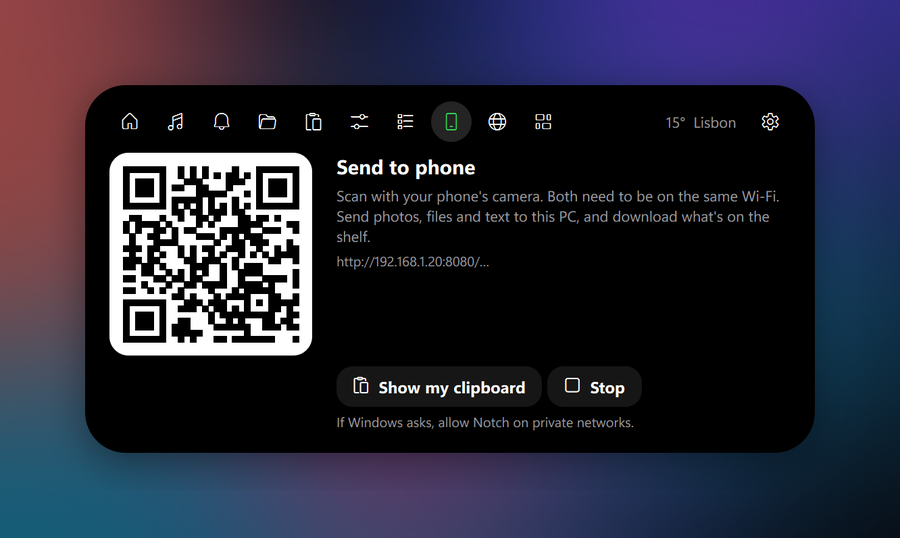 15° Lisbon
Send to phone
Scan with your phone's camera. Both need to be on the same Wi-Fi.
Send photos, files and text to this PC, and download what's on the
shelf.
http://192.168.1.20:8080/...
Show my clipboard
Stop
If Windows asks, allow Notch on private networks.